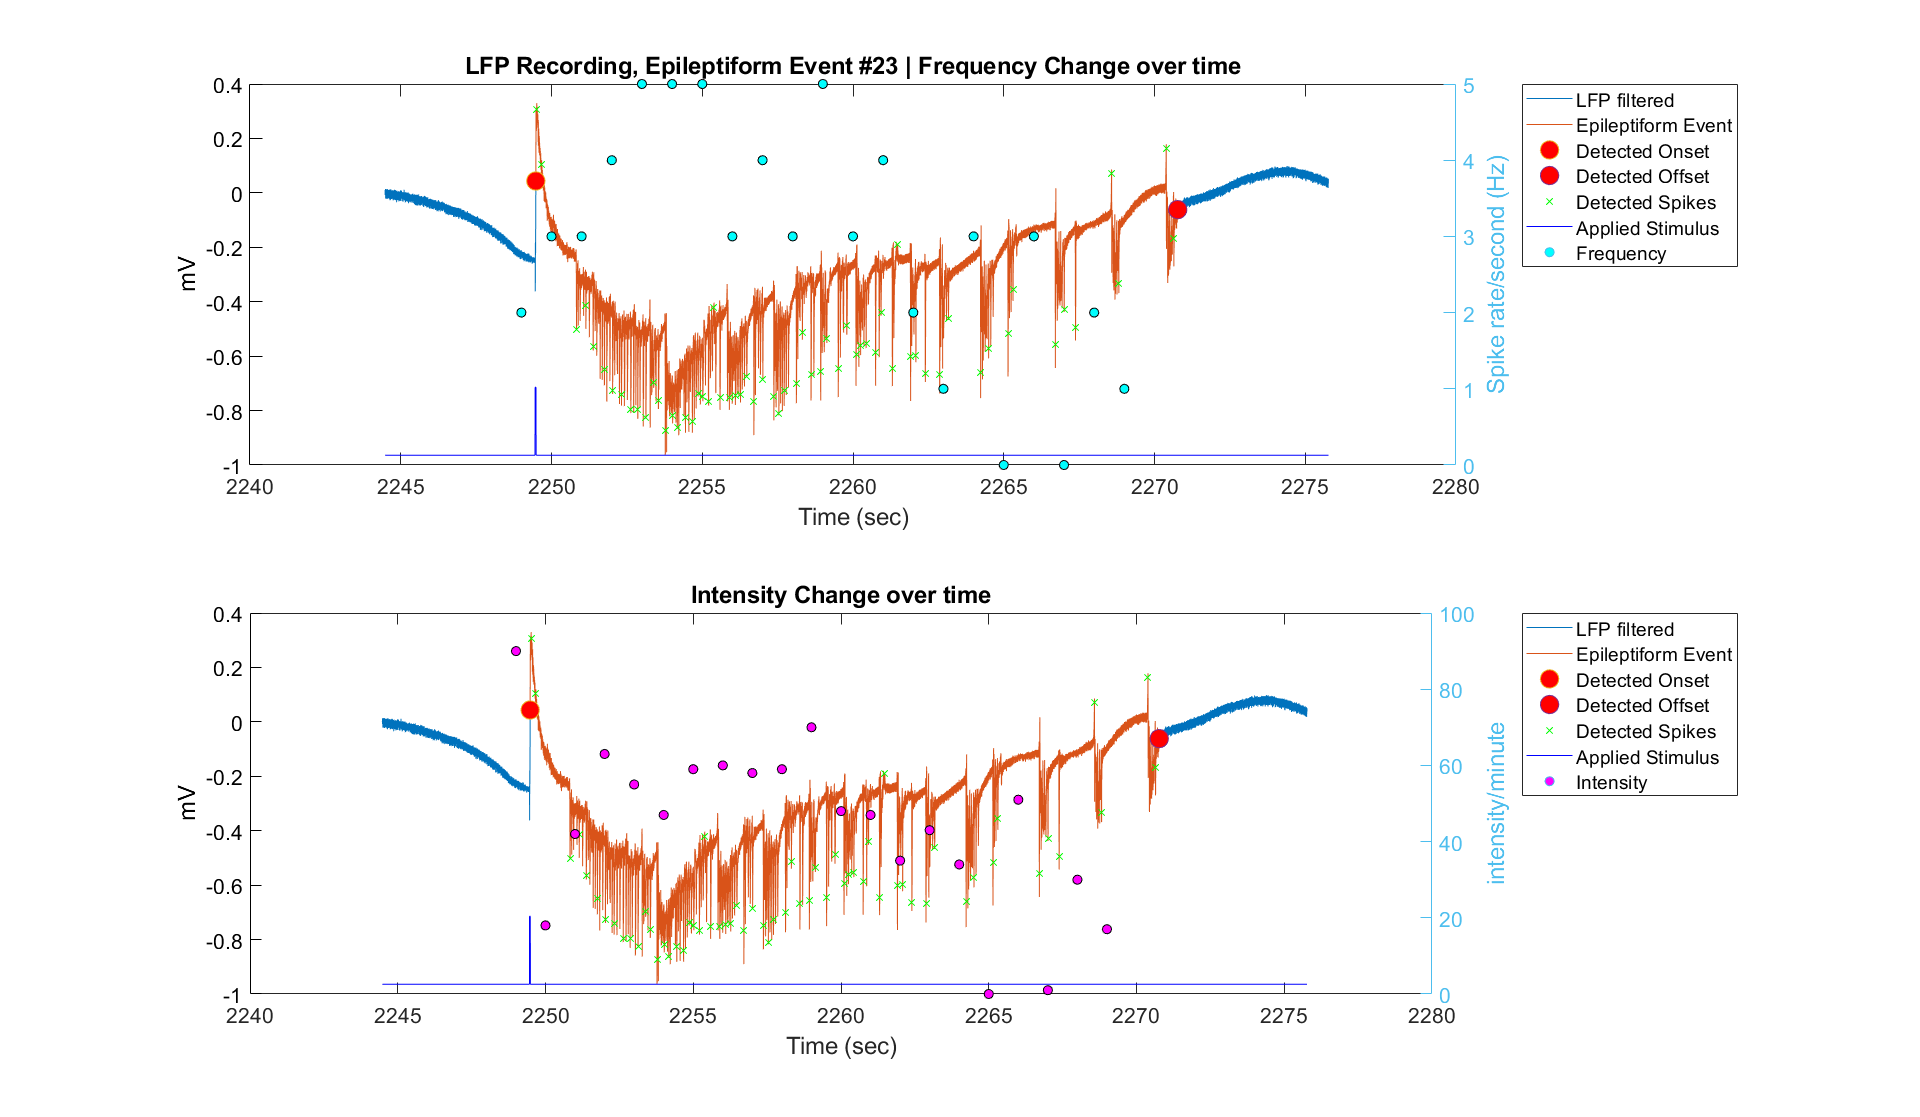 LFP Recording, Epileptiform Event #23 | Frequency Change over time
0.4
0.2
0
-0.2
-0.4
-0.6
-0.8
-1
mV
5
4
3
2
1
0
Spike rate/second (Hz)
2240 2245 2250 2255 2260 2265 2270 2275 2280
Time (sec)
LFP filtered
Epileptiform Event
Detected Onset
Detected Offset
Detected Spikes
Applied Stimulus
Frequency
Intensity Change over time
0.4
0.2
0
-0.2
-0.4
-0.6
-0.8
-1
mV
100
80
60
40
20
0
intensity/minute
2240 2245 2250 2255 2260 2265 2270 2275 2280
Time (sec)
LFP filtered
Epileptiform Event
Detected Onset
Detected Offset
Detected Spikes
Applied Stimulus
Intensity